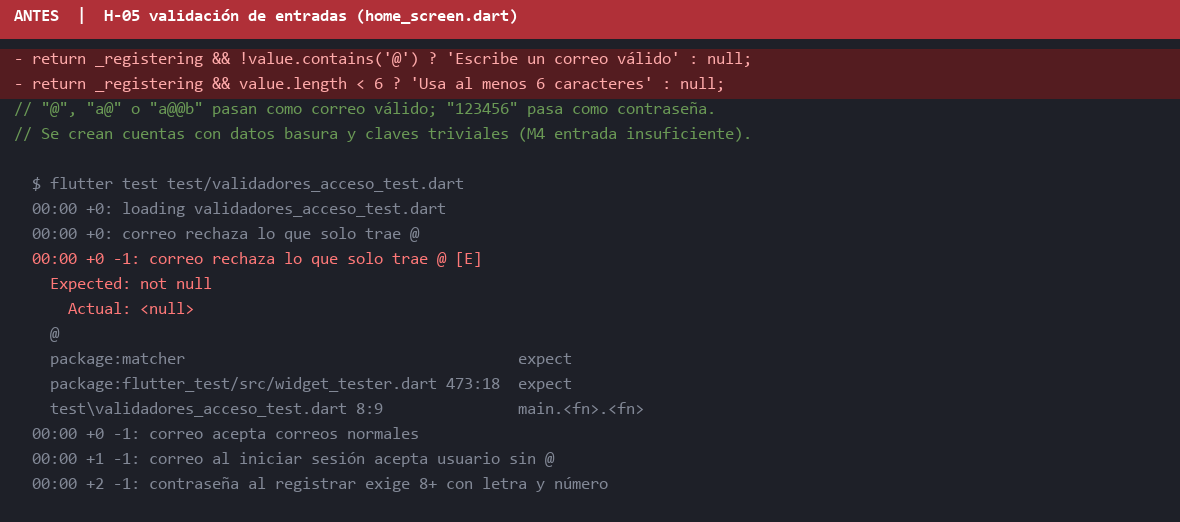 ANTES | H-05 validación de entradas (home_screen.dart)
- return _registering && !value.contains('@') ? 'Escribe un correo válido' : null;
- return _registering && value.length < 6 ? 'Usa al menos 6 caracteres' : null;
// "@", "a@" o "a@@b" pasan como correo válido; "123456" pasa como contraseña.
// Se crean cuentas con datos basura y claves triviales (M4 entrada insuficiente).
$ flutter test test/validadores_acceso_test.dart
00:00 +0: loading validadores_acceso_test.dart
00:00 +0: correo rechaza lo que solo trae @
00:00 +0 -1: correo rechaza lo que solo trae @ [E]
Expected: not null
Actual: <null>
@
package:matcher expect
package:flutter_test/src/widget_tester.dart 473:18 expect
test\validadores_acceso_test.dart 8:9 main.<fn>.<fn>
00:00 +0 -1: correo acepta correos normales
00:00 +1 -1: correo al iniciar sesión acepta usuario sin @
00:00 +2 -1: contraseña al registrar exige 8+ con letra y número